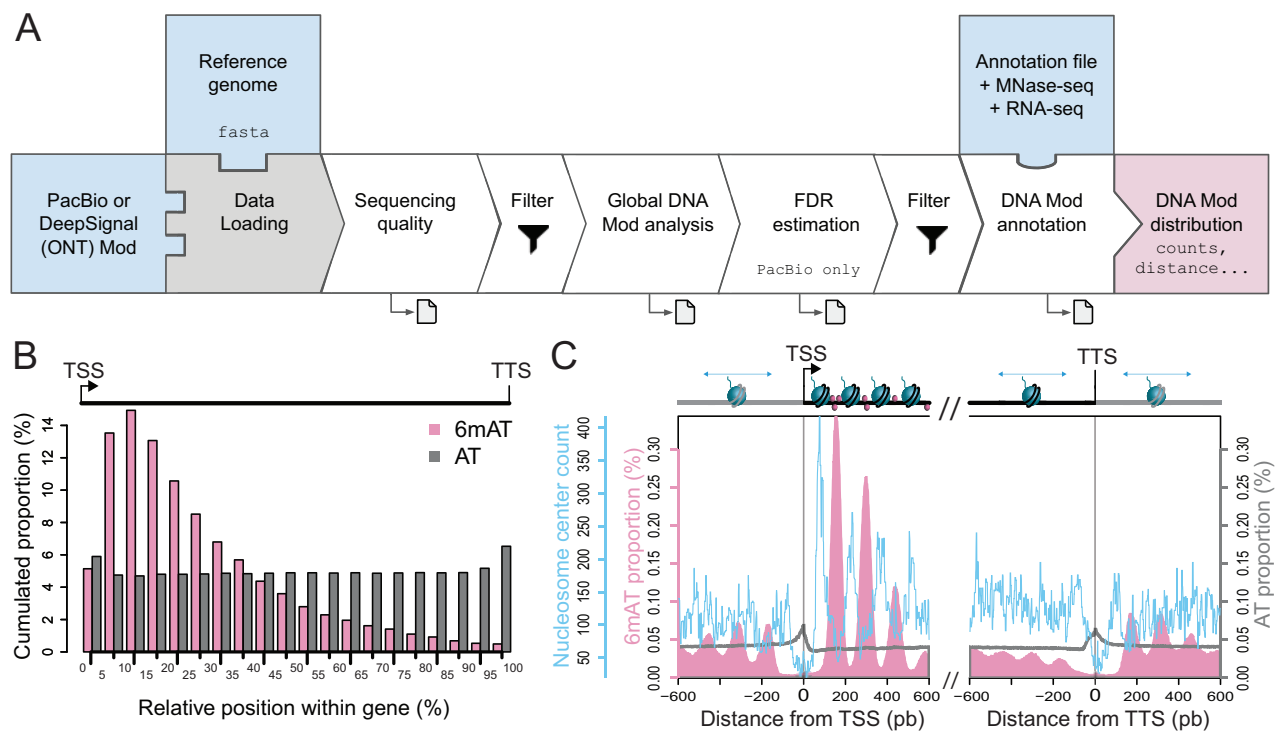 A
Reference
genome
fasta
Annotation file
+ MNase-seq
+ RNA-seq
PacBio or
DeepSignal
(ONT) Mod
Data
Loading
Sequencing
quality
Filter
Global DNA
Mod analysis
FDR
estimation
PacBio only
Filter
DNA Mod
annotation
DNA Mod
distribution
counts,
distance...
B
TSS
TTS
Cumulated proportion (%)
14
12
10
8
6
4
2
0
6mAT
AT
0 5 10 15 20 25 30 35 40 45 50 55 60 65 70 75 80 85 90 95 100
Relative position within gene (%)
C
TSS
TTS
//
Nucleosome center count
400
350
300
250
200
150
100
50
6mAT proportion (%)
0.30
0.25
0.20
0.15
0.10
0.05
0.00
0.30
0.25
0.20
0.15
0.10
0.05
0.00
AT proportion (%)
−600 −200 0 200 400 600
//
−600 −200 0 200 400 600
Distance from TSS (pb)
Distance from TTS (pb)